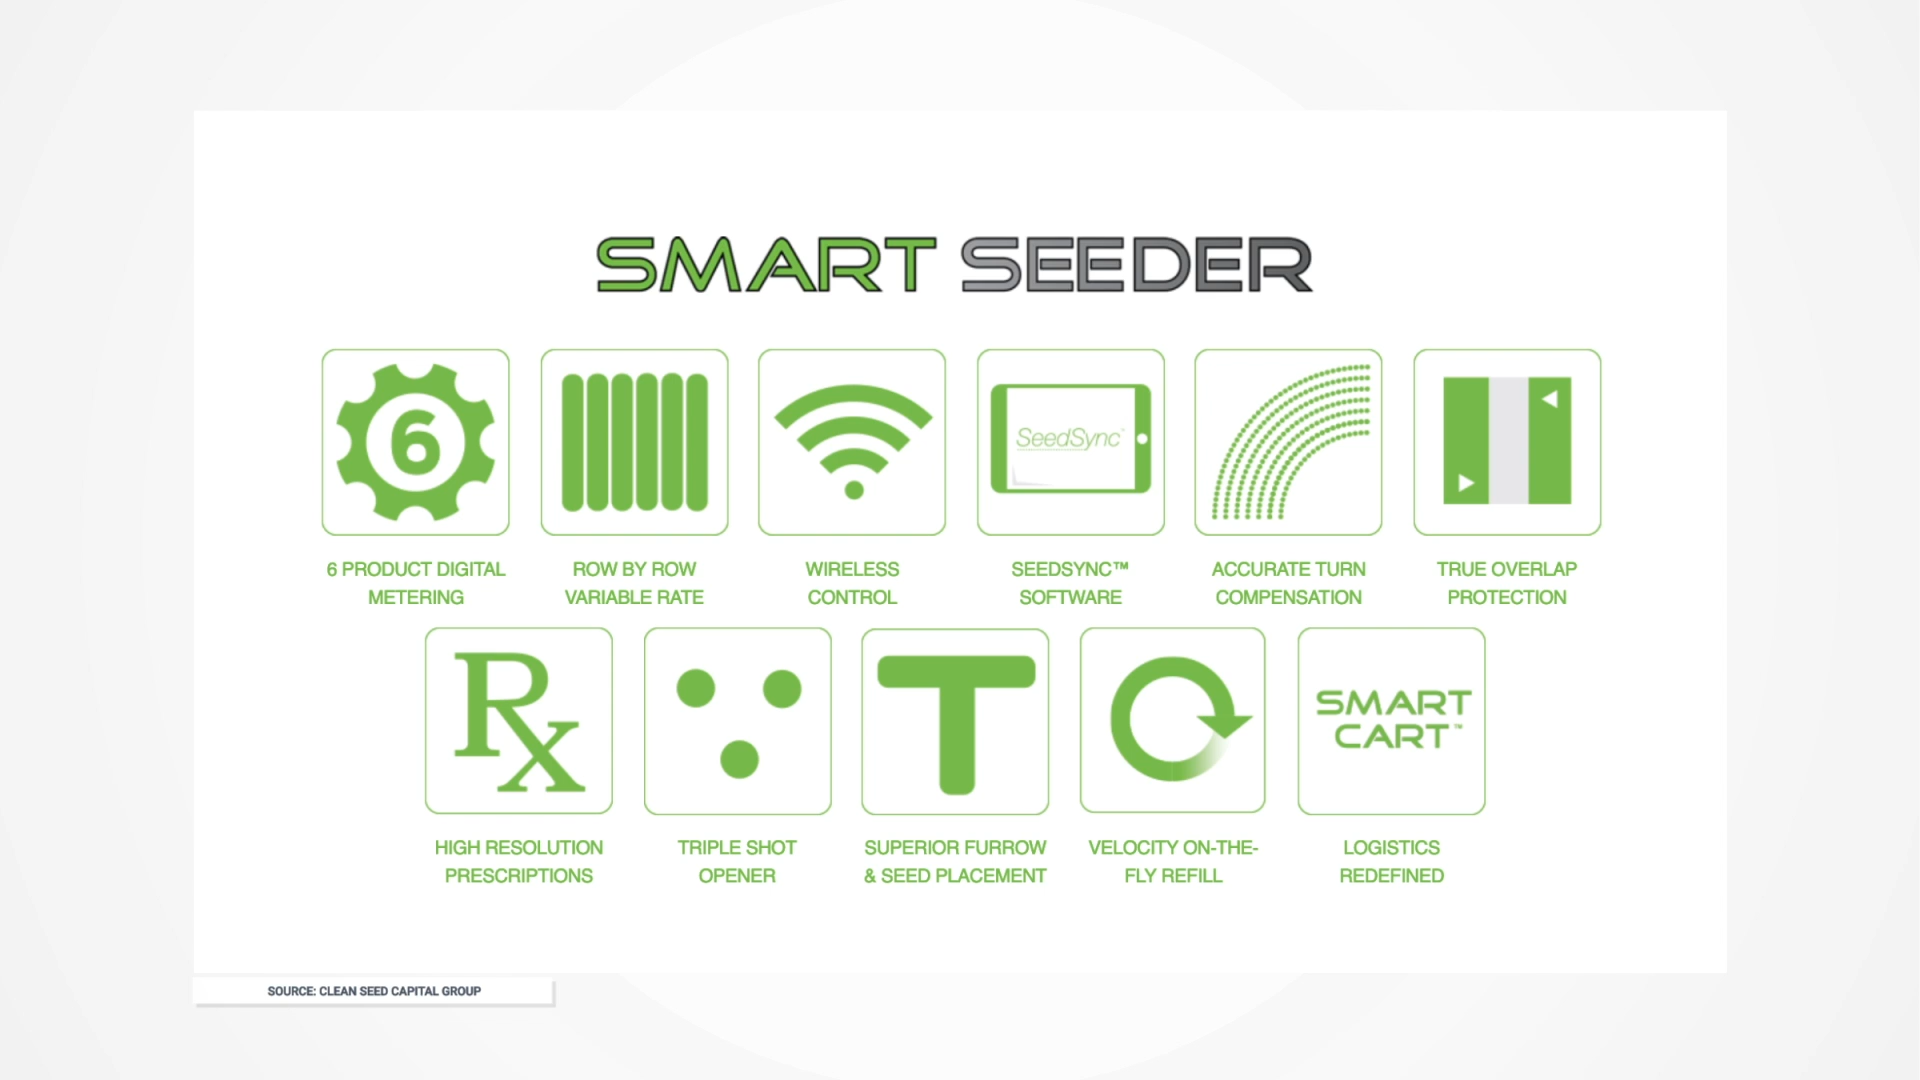 SMART SEEDER
6
SeedSync™
6 PRODUCT DIGITAL
METERING
ROW BY ROW
VARIABLE RATE
WIRELESS
CONTROL
SEEDSYNC™
SOFTWARE
ACCURATE TURN
COMPENSATION
TRUE OVERLAP
PROTECTION
Rx
T
SMART
CART™
HIGH RESOLUTION
PRESCRIPTIONS
TRIPLE SHOT
OPENER
SUPERIOR FURROW
& SEED PLACEMENT
VELOCITY ON-THE-
FLY REFILL
LOGISTICS
REDEFINED
SOURCE: CLEAN SEED CAPITAL GROUP